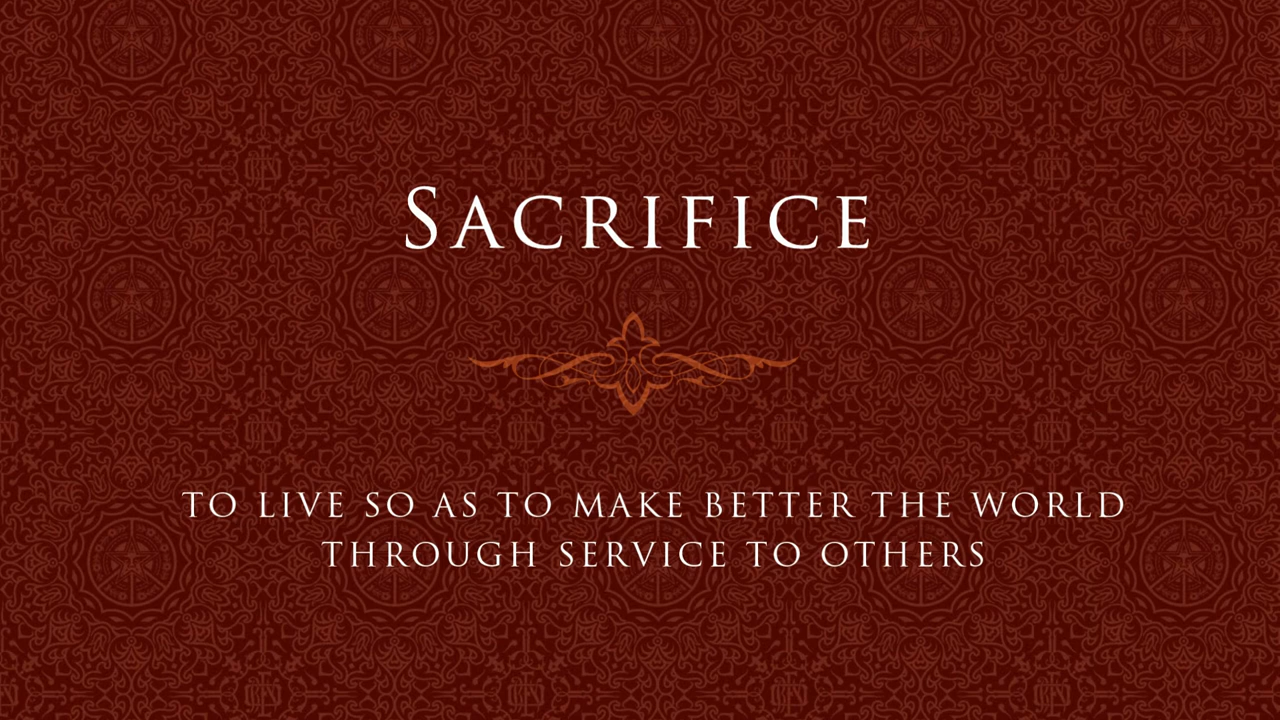 Sacrifice
TO LIVE SO AS TO MAKE BETTER THE WORLD
THROUGH SERVICE TO OTHERS